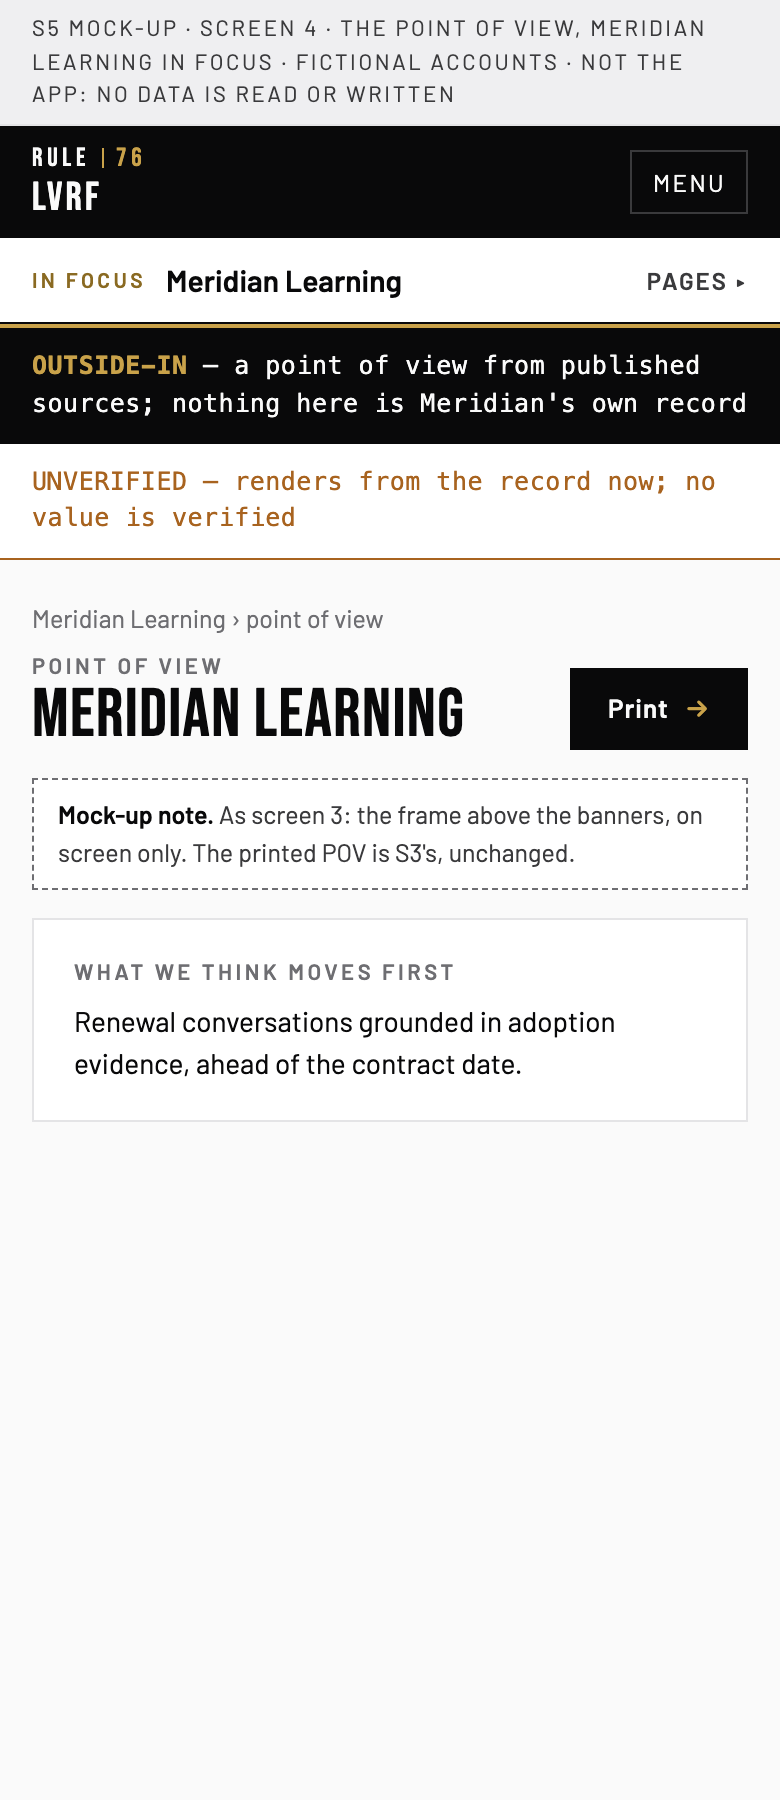 S5 MOCK-UP · SCREEN 4 · THE POINT OF VIEW, MERIDIAN
LEARNING IN FOCUS · FICTIONAL ACCOUNTS · NOT THE
APP: NO DATA IS READ OR WRITTEN
RULE | 76
LVRF
MENU
IN FOCUS Meridian Learning
PAGES ▸
OUTSIDE-IN — a point of view from published
sources; nothing here is Meridian's own record
UNVERIFIED — renders from the record now; no
value is verified
Meridian Learning › point of view
POINT OF VIEW
MERIDIAN LEARNING
Print →
Mock-up note. As screen 3: the frame above the banners, on
screen only. The printed POV is S3's, unchanged.
WHAT WE THINK MOVES FIRST
Renewal conversations grounded in adoption
evidence, ahead of the contract date.